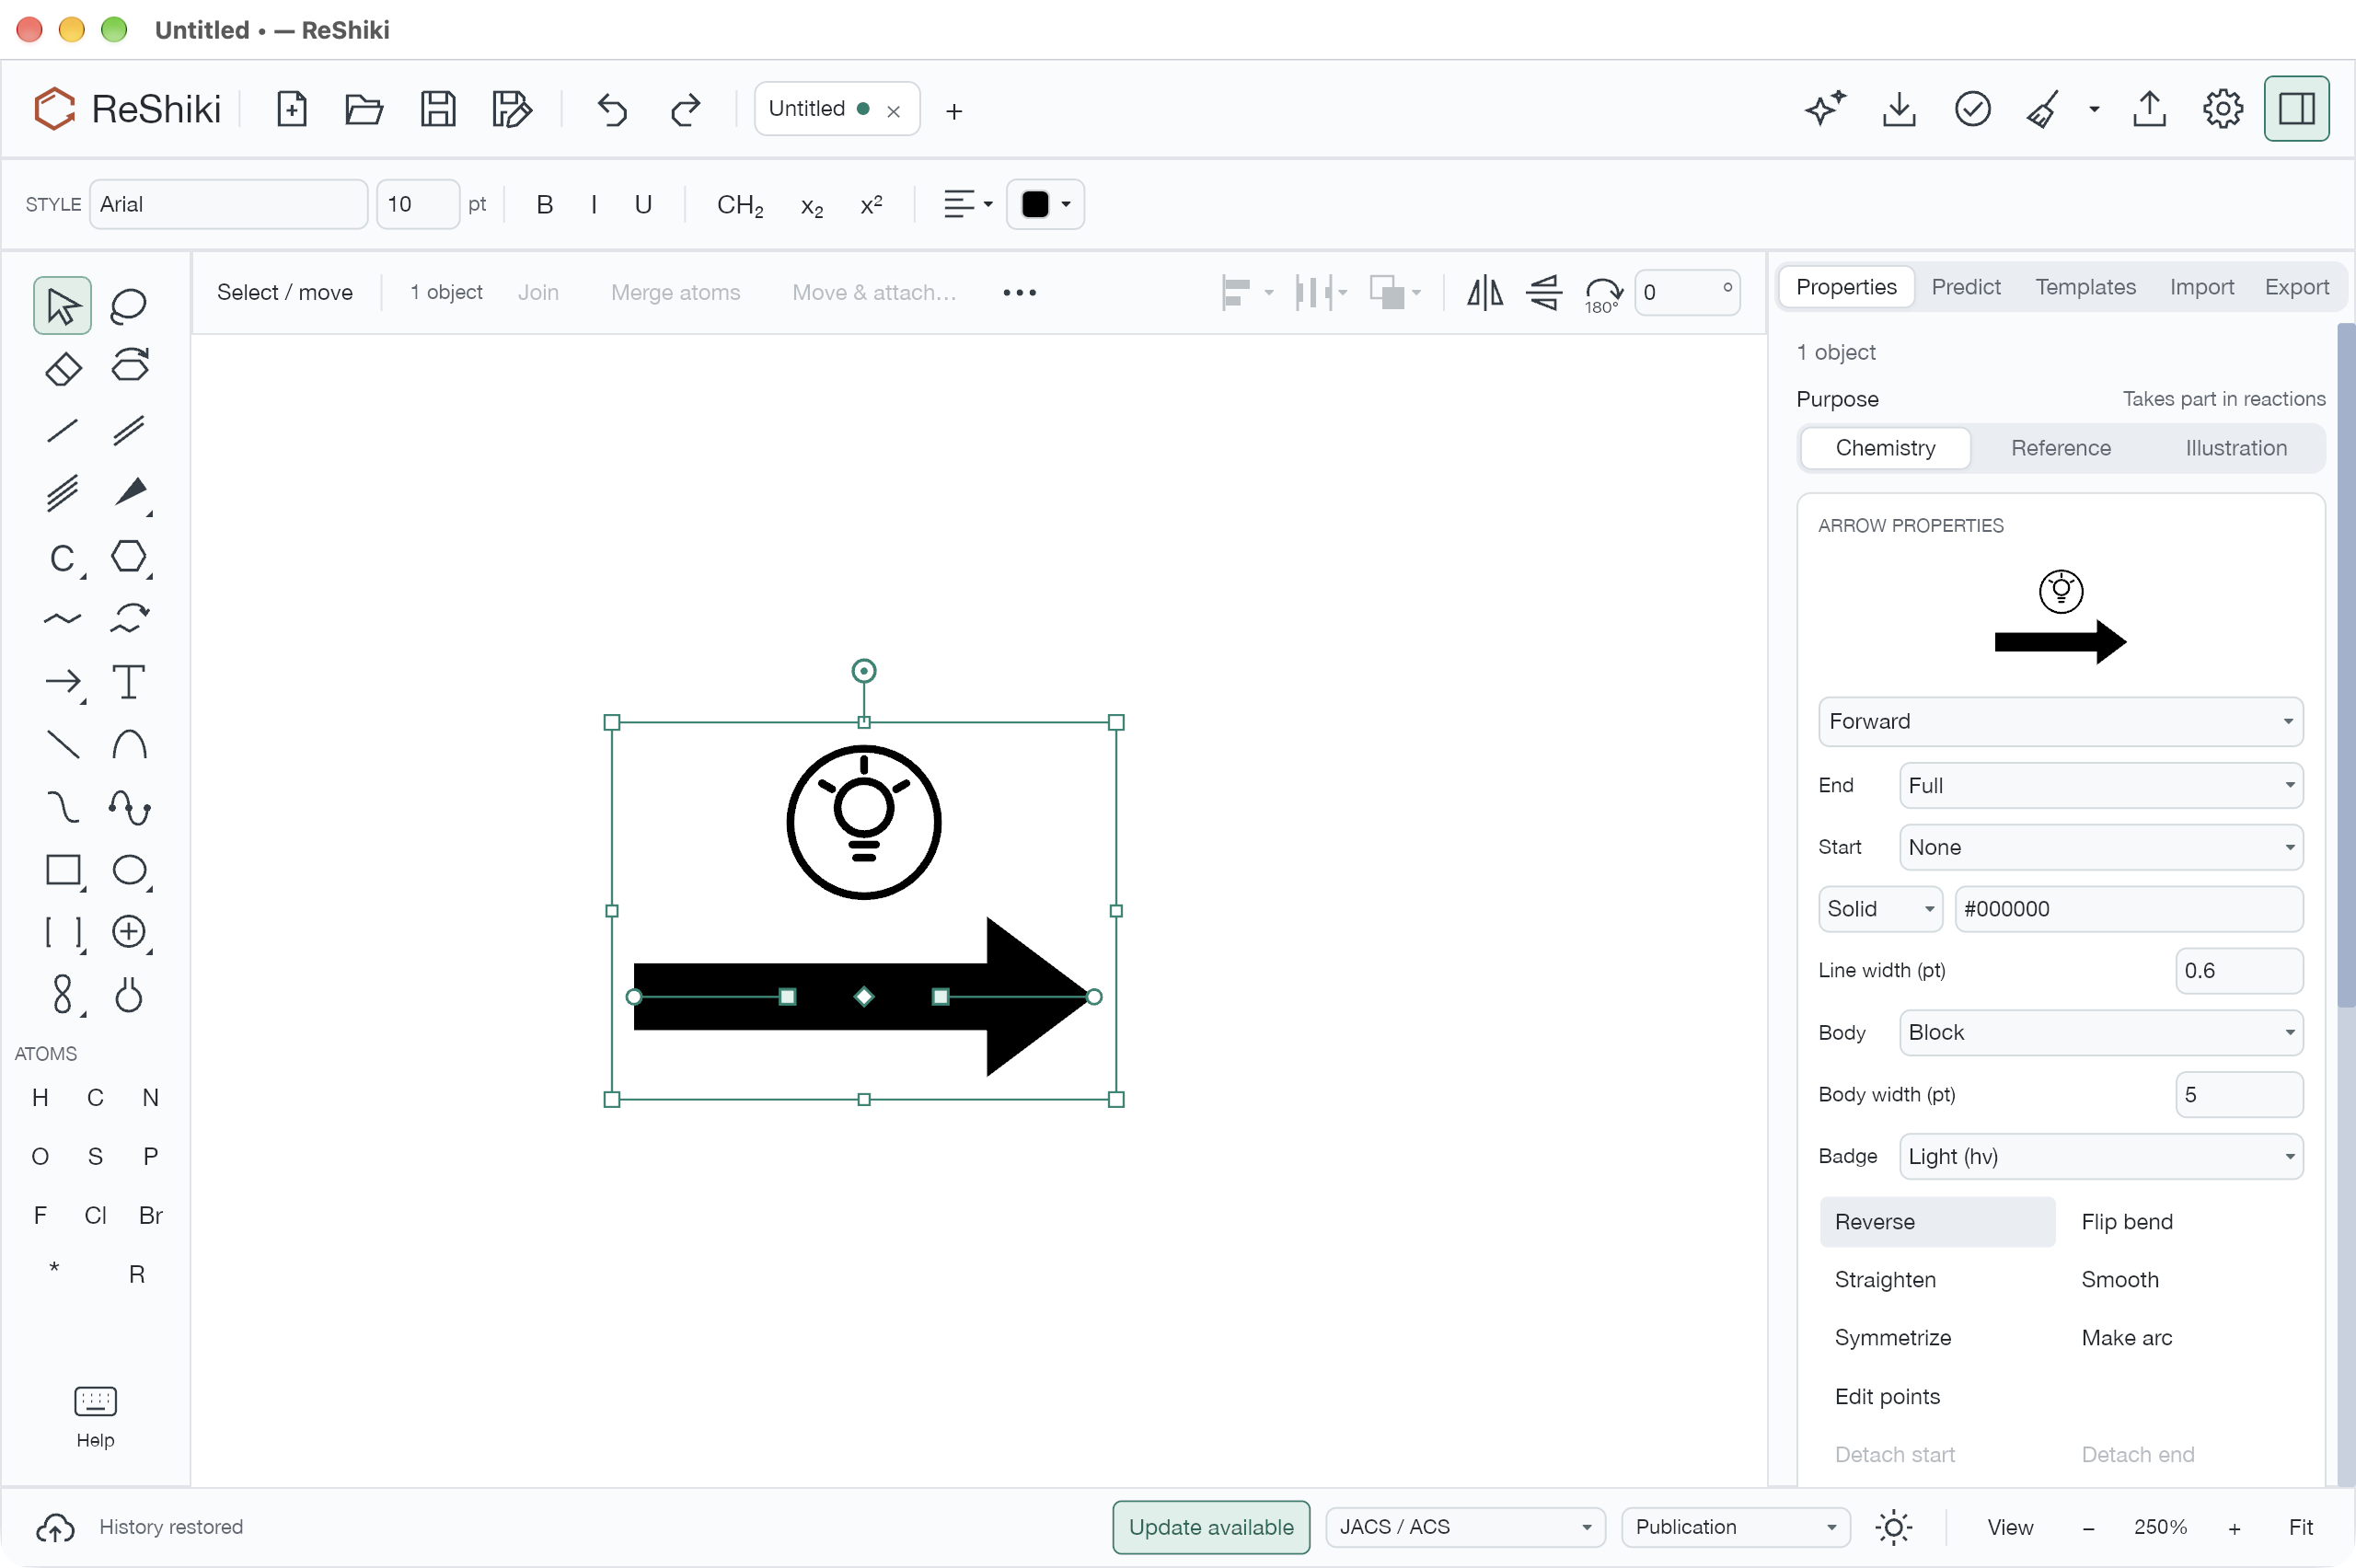 Untitled • — ReShiki
ReShiki
Untitled
STYLE Arial 10 pt B I U CH₂ x₂ x²
Select / move 1 object Join Merge atoms Move & attach... 180° 0 °
Properties Predict Templates Import Export
1 object
Purpose Takes part in reactions
Chemistry Reference Illustration
ARROW PROPERTIES
Forward
End Full
Start None
Solid #000000
Line width (pt) 0.6
Body Block
Body width (pt) 5
Badge Light (hv)
Reverse Flip bend
Straighten Smooth
Symmetrize Make arc
Edit points
Detach start Detach end
C
T
ATOMS
H C N
O S P
F Cl Br
* R
Help
History restored Update available JACS / ACS Publication View − 250% + Fit